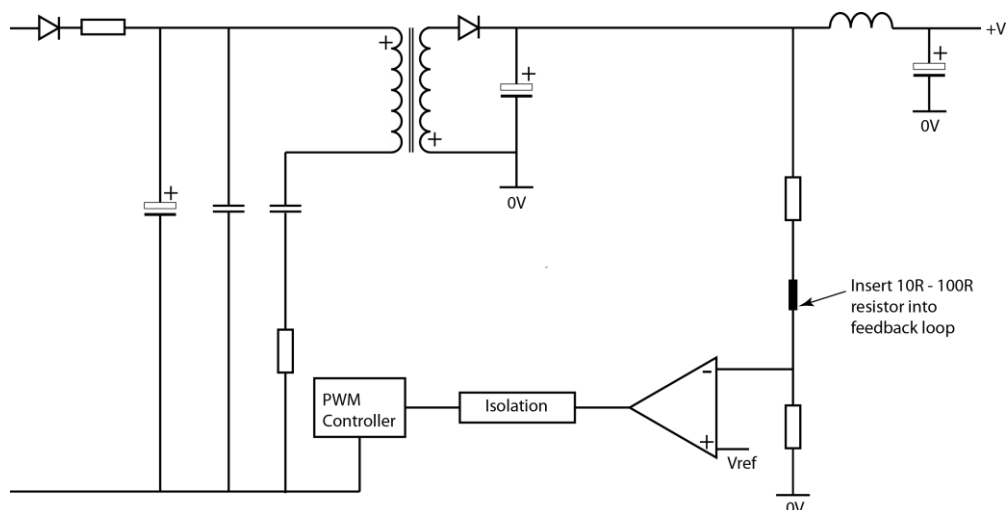 +
+V
+
+
0V
+
+
0V
Insert 10R - 100R
resistor into
feedback loop
-
PWM
Controller
Isolation
+
Vref
0V